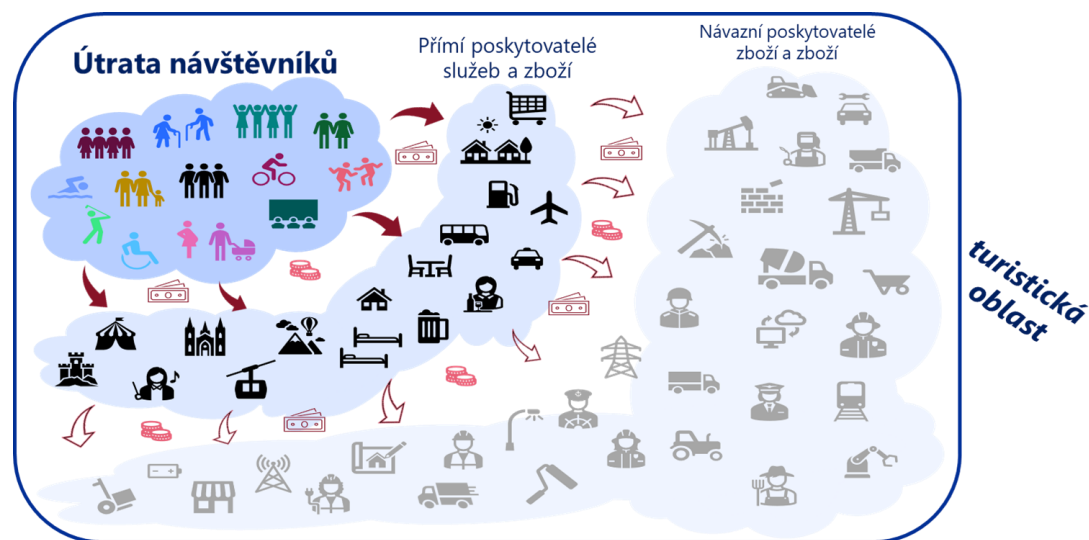 Útrata návštěvníků
Přímí poskytovatelé
služeb a zboží
Návazní poskytovatelé
zboží a zboží
turistická
oblast